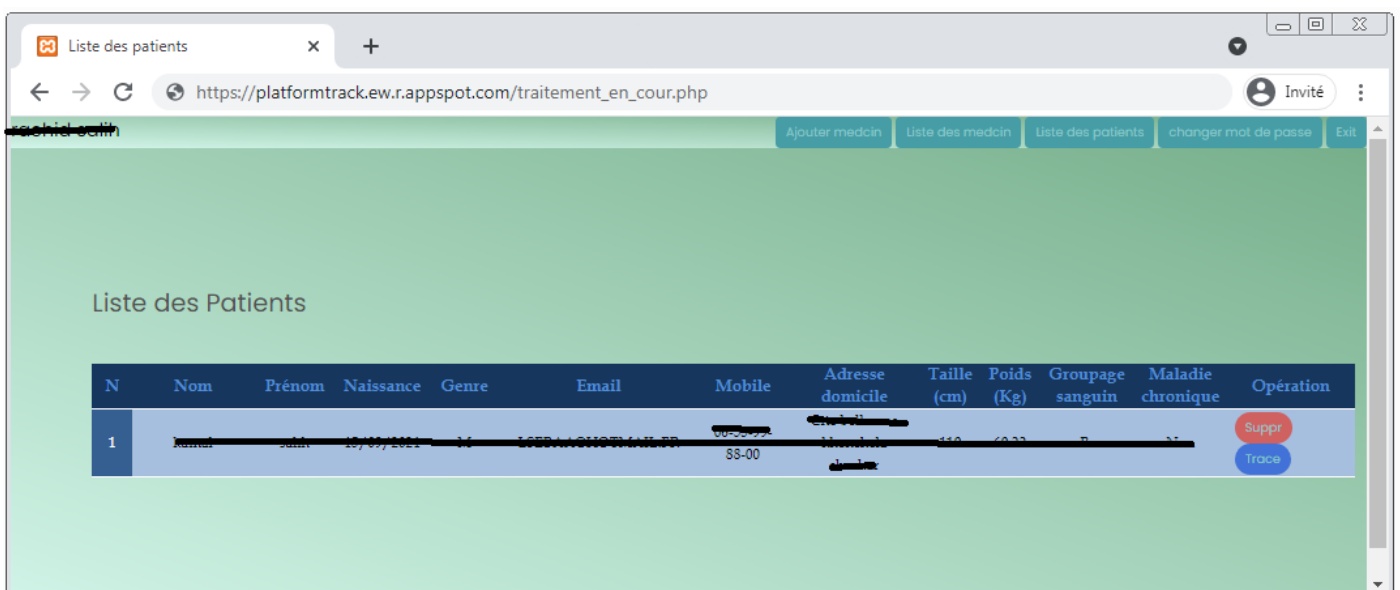 Liste des patients
https://platformtrack.ew.r.appspot.com/traitement_en_cour.php
Invité
Ajouter medcin Liste des medcin Liste des patients changer mot de passe Exit
Liste des Patients
N Nom Prénom Naissance Genre Email Mobile Adresse domicile Taille (cm) Poids (Kg) Groupage sanguin Maladie chronique Opération
1 88-00 Suppr
Trace